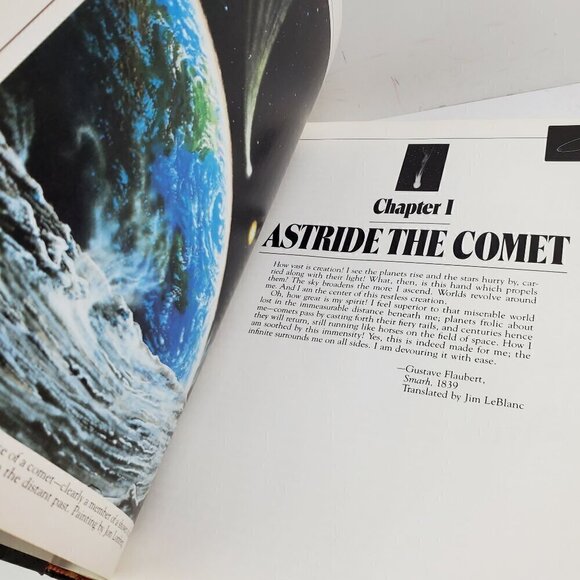 e of a comet—clearly a member of a
the distant past. Painting by Jon
Chapter I
ASTRIDE THE COMET
How vast is creation! I see the planets rise and the stars hurry by, car-
ried along with their light! What, then, is this hand which propels
them? The sky broadens the more I ascend. Worlds revolve around
me. And I am the center of this restless creation.
Oh, how great is my spirit! I feel superior to that miserable world
lost in the immeasurable distance beneath me; planets frolic about
me—comets pass by casting forth their fiery tails, and centuries hence
they will return, still running like horses on the field of space. How I
am soothed by this immensity! Yes, this is indeed made for me; the
infinite surrounds me on all sides. I am devouring it with ease.
—Gustave Flaubert,
Smarh, 1839
Translated by Jim LeBlanc